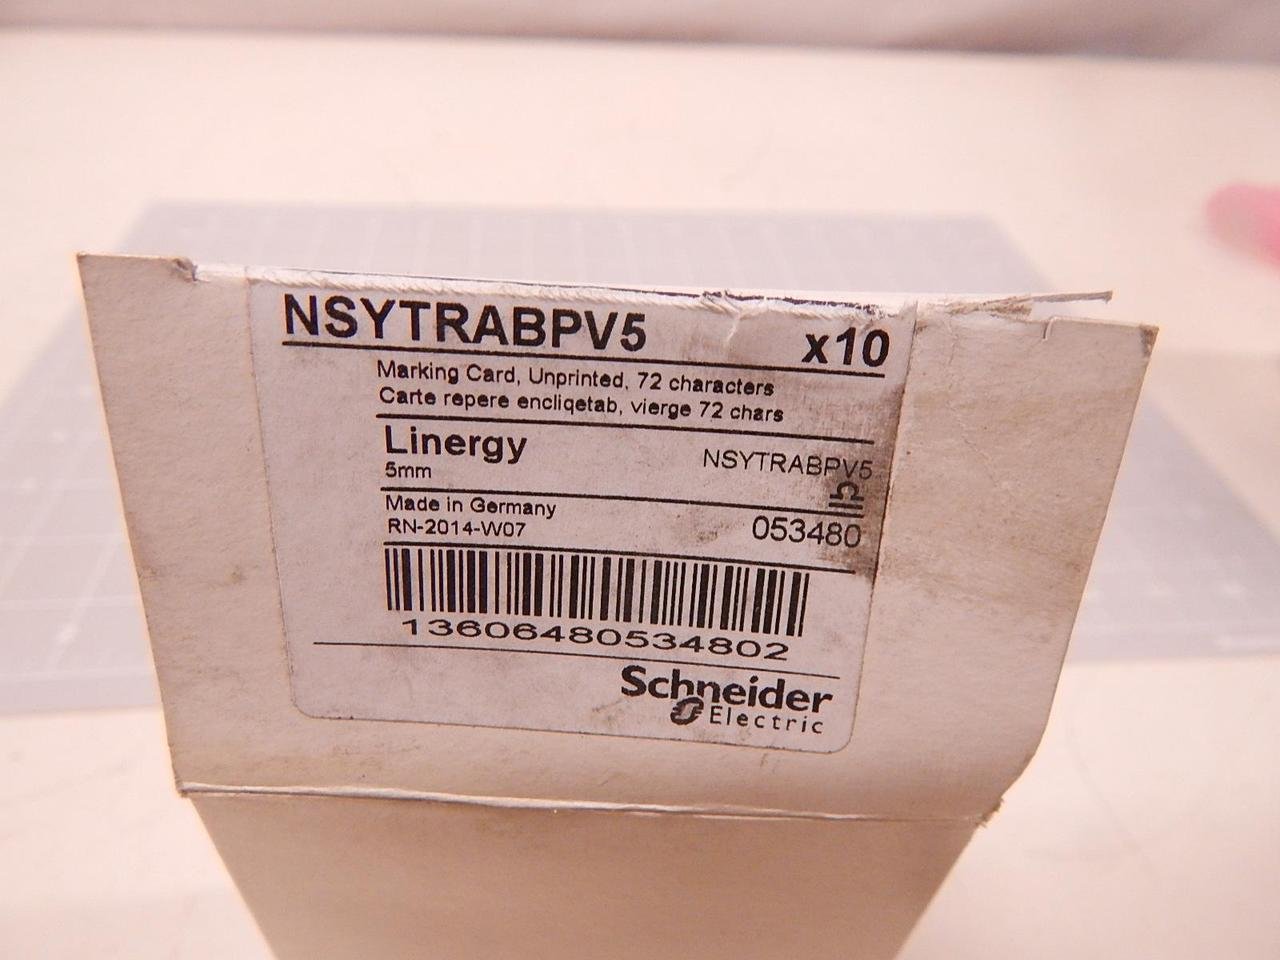 NSYTRABPV5 x10
Marking Card, Unprinted, 72 characters
Carte repere encliqetab, vierge 72 chars
Linergy NSYTRABPV5
5mm
Made in Germany
RN-2014-W07 053480
13606480534802
Schneider
Electric